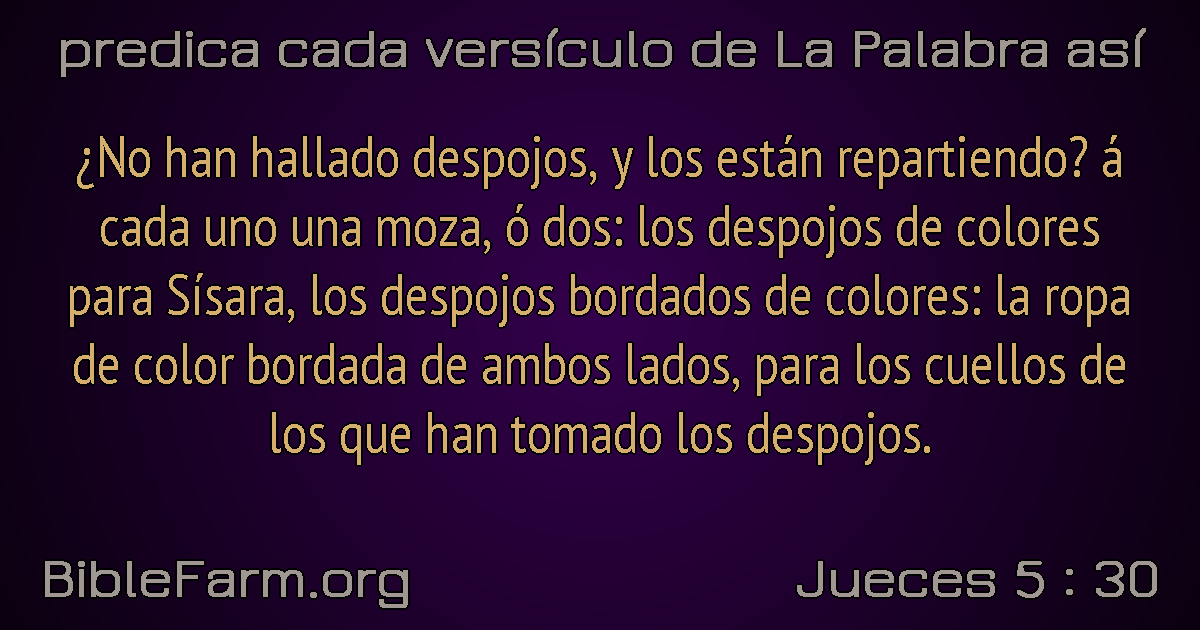 predica cada versículo de La Palabra así
¿No han hallado despojos, y los están repartiendo? á
cada uno una moza, ó dos: los despojos de colores
para Sísara, los despojos bordados de colores: la ropa
de color bordada de ambos lados, para los cuellos de
los que han tomado los despojos.
BibleFarm.org
Jueces 5 : 30